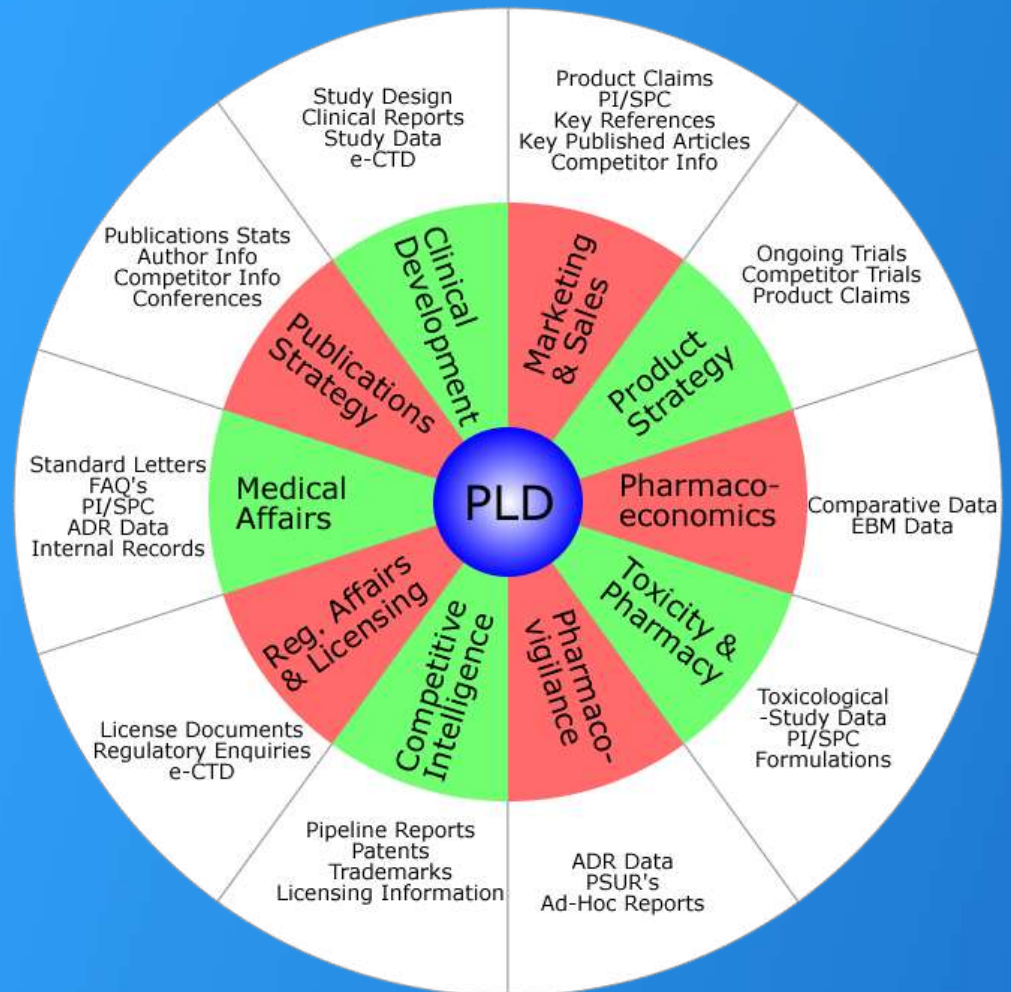 Study Design
Clinical Reports
Study Data
e-CTD
Product Claims
PI/SPC
Key References
Key Published Articles
Competitor Info
Publications Stats
Author Info
Competitor Info
Conferences
Ongoing Trials
Competitor Trials
Product Claims
Clinical
Development
Marketing
& Sales
Publications
Strategy
Product
Strategy
Standard Letters
FAQ's
PI/SPC
ADR Data
Internal Records
Medical
Affairs
PLD
Pharmaco-
economics
Comparative Data
EBM Data
Reg. Affairs
& Licensing
Competitive
Intelligence
Pharmaco-
vigilance
Toxicity &
Pharmacy
License Documents
Regulatory Enquiries
e-CTD
Toxicological
-Study Data
PI/SPC
Formulations
Pipeline Reports
Patents
Trademarks
Licensing Information
ADR Data
PSUR's
Ad-Hoc Reports